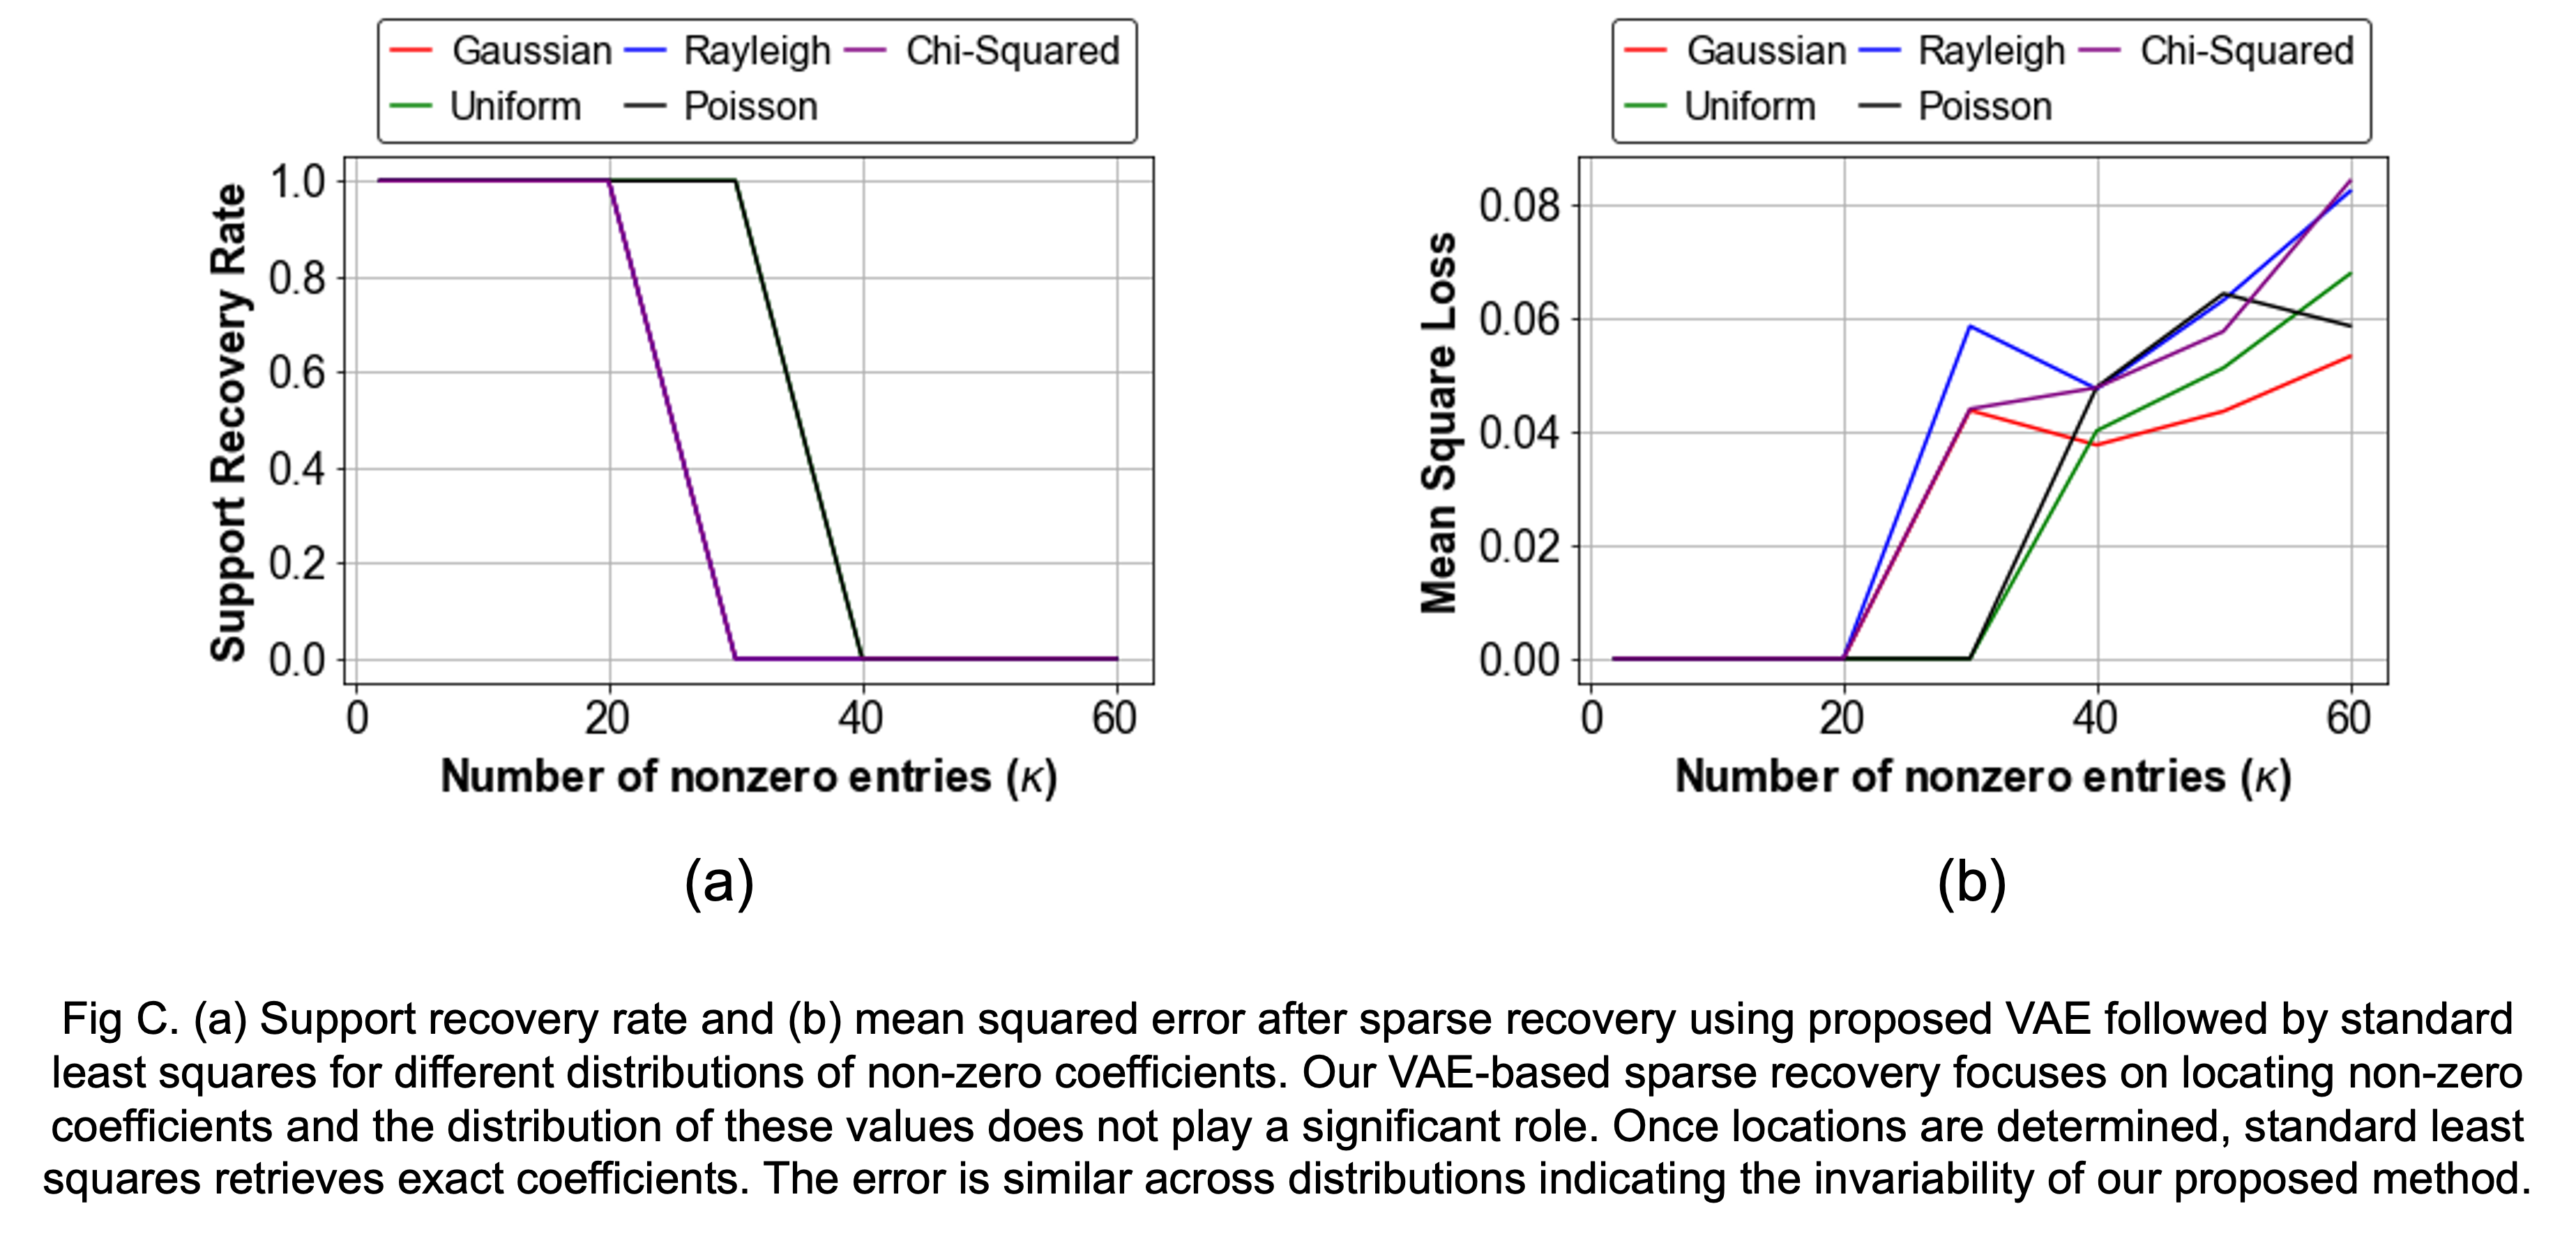 Gaussian Rayleigh Chi-Squared
Uniform Poisson
Support Recovery Rate
1.0
0.8
0.6
0.4
0.2
0.0
0 20 40 60
Number of nonzero entries (κ)
(a)
Gaussian Rayleigh Chi-Squared
Uniform Poisson
Mean Square Loss
0.08
0.06
0.04
0.02
0.00
0 20 40 60
Number of nonzero entries (κ)
(b)
Fig C. (a) Support recovery rate and (b) mean squared error after sparse recovery using proposed VAE followed by standard
least squares for different distributions of non-zero coefficients. Our VAE-based sparse recovery focuses on locating non-zero
coefficients and the distribution of these values does not play a significant role. Once locations are determined, standard least
squares retrieves exact coefficients. The error is similar across distributions indicating the invariability of our proposed method.